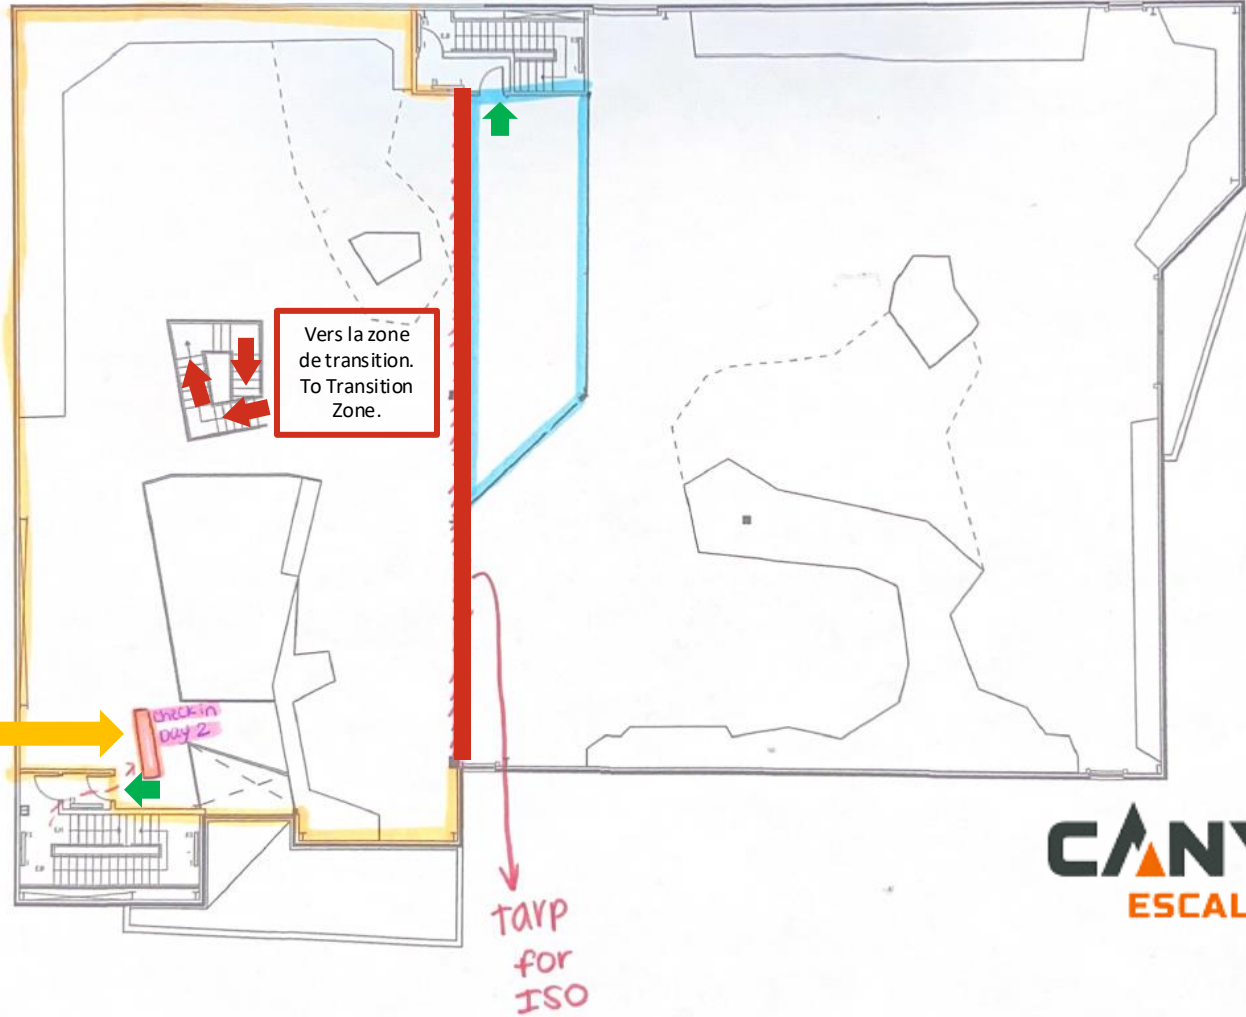 Vers la zone
de transition.
To Transition
Zone.
check in
Day 2
CANY
ESCAL
tarp
for
ISO